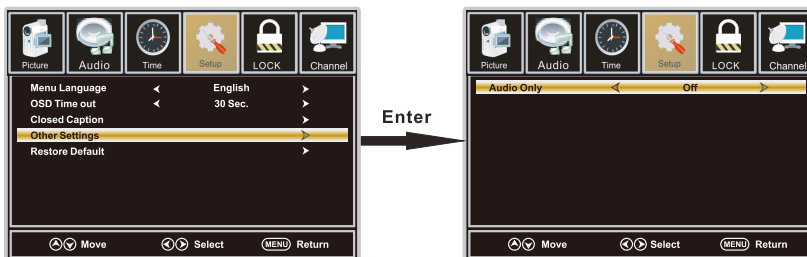 Picture Audio Time Setup LOCK Channel
Menu Language English
OSD Time out 30 Sec.
Closed Caption
Other Settings
Restore Default
Move Select MENU Return
Enter
Picture Audio Time Setup LOCK Channel
Audio Only Off
Move Select MENU Return